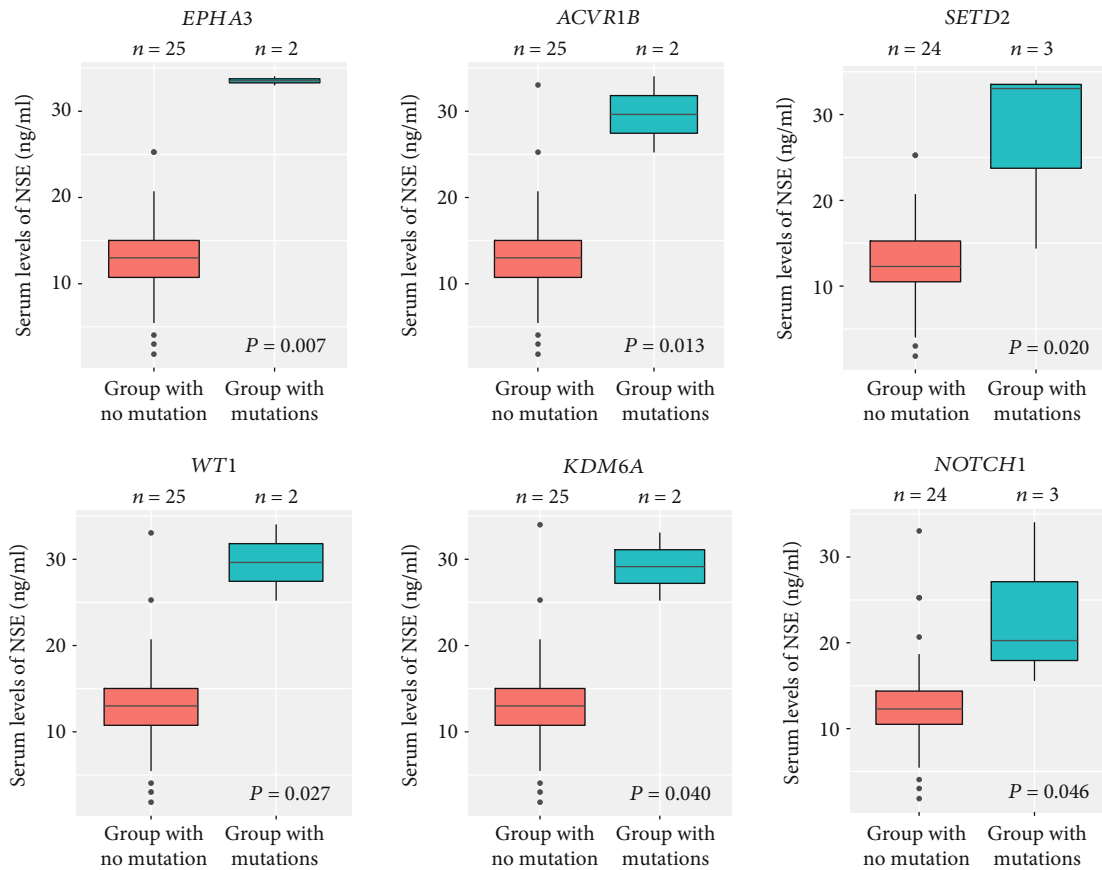 EPHA3
n = 25 n = 2
Serum levels of NSE (ng/ml)
30
20
10
P = 0.007
Group with no mutation
Group with mutations
ACVR1B
n = 25 n = 2
Serum levels of NSE (ng/ml)
30
20
10
P = 0.013
Group with no mutation
Group with mutations
SETD2
n = 24 n = 3
Serum levels of NSE (ng/ml)
30
20
10
P = 0.020
Group with no mutation
Group with mutations
WT1
n = 25 n = 2
Serum levels of NSE (ng/ml)
30
20
10
P = 0.027
Group with no mutation
Group with mutations
KDM6A
n = 25 n = 2
Serum levels of NSE (ng/ml)
30
20
10
P = 0.040
Group with no mutation
Group with mutations
NOTCH1
n = 24 n = 3
Serum levels of NSE (ng/ml)
30
20
10
P = 0.046
Group with no mutation
Group with mutations